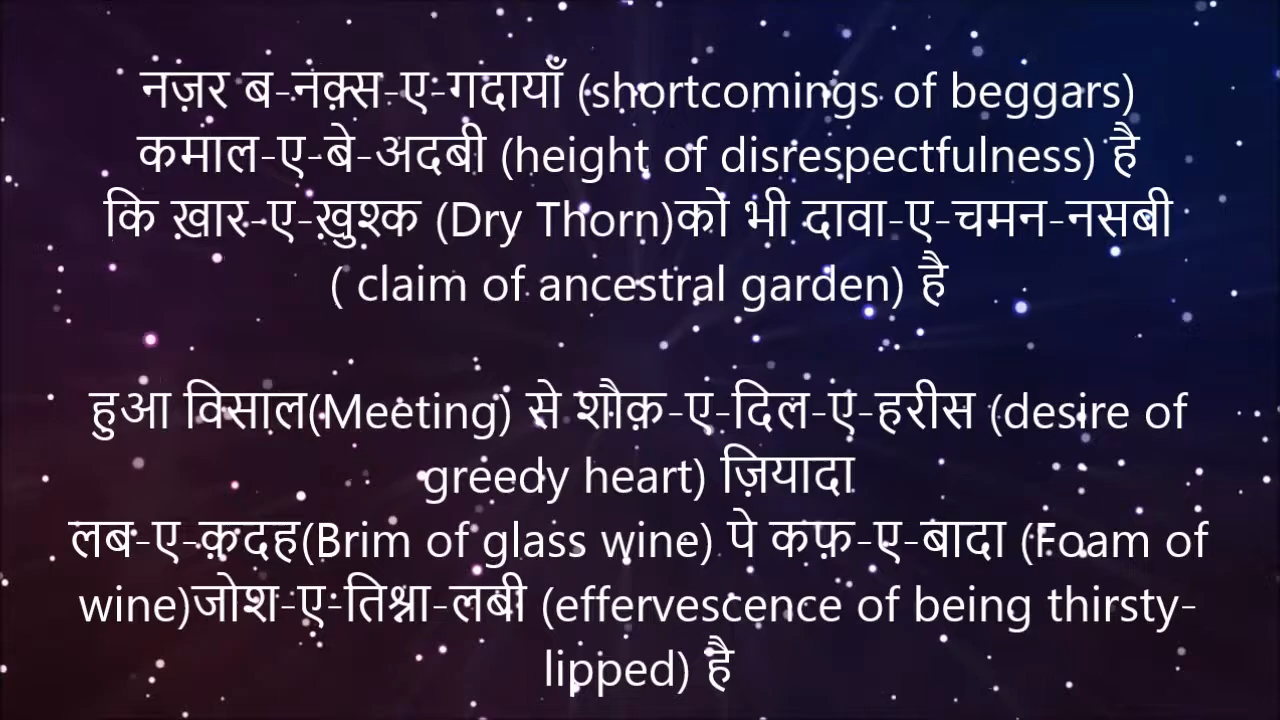 नज़र ब-नक़्स-ए-गदायाँ (shortcomings of beggars)
कमाल-ए-बे-अदबी (height of disrespectfulness) है
कि ख़ार-ए-ख़ुश्क (Dry Thorn)को भी दावा-ए-चमन-नसबी
( claim of ancestral garden) है
हुआ विसाल(Meeting) से शौक़-ए-दिल-ए-हरीस (desire of
greedy heart) ज़ियादा
लब-ए-क़दह(Brim of glass wine) पे कफ़-ए-बादा (Foam of
wine)जोश-ए-तिश्ना-लबी (effervescence of being thirsty-
lipped) है